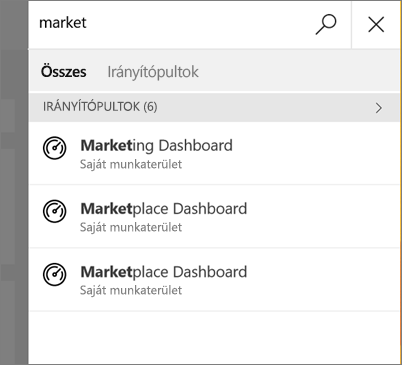 market
Összes Irányítópultok
IRÁNYÍTÓPULTOK (6)
Marketing Dashboard
Saját munkaterület
Marketplace Dashboard
Saját munkaterület
Marketplace Dashboard
Saját munkaterület